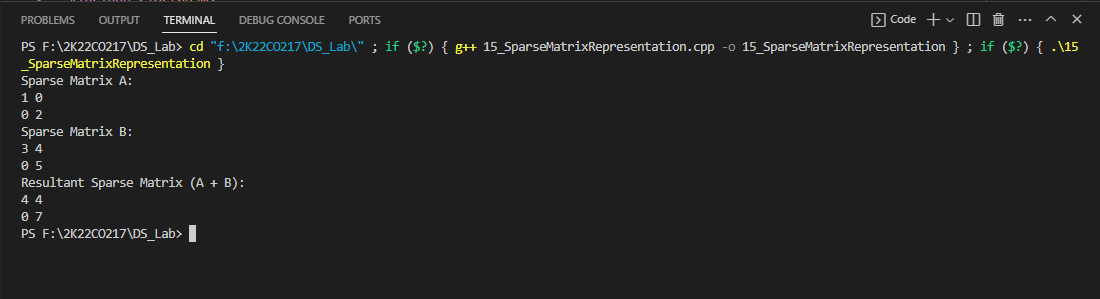 PROBLEMS OUTPUT TERMINAL DEBUG CONSOLE PORTS Code
PS F:\2K22CO217\DS_Lab> cd "f:\2K22CO217\DS_Lab\" ; if ($?) { g++ 15_SparseMatrixRepresentation.cpp -o 15_SparseMatrixRepresentation } ; if ($?) { .\15
_SparseMatrixRepresentation }
Sparse Matrix A:
1 0
0 2
Sparse Matrix B:
3 4
0 5
Resultant Sparse Matrix (A + B):
4 4
0 7
PS F:\2K22CO217\DS_Lab>